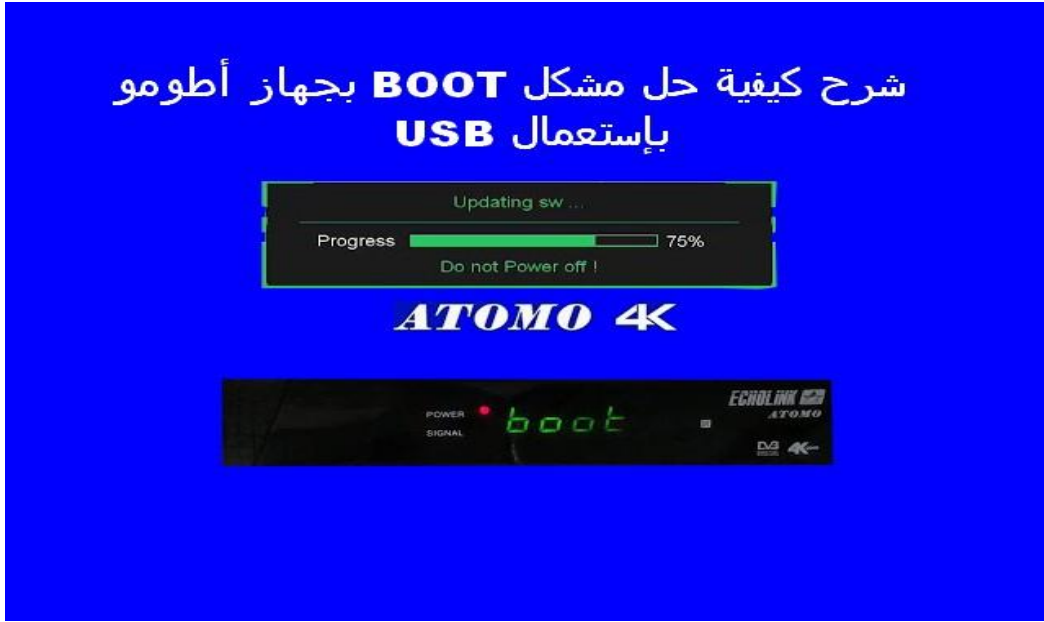 شرح كيفية حل مشكل BOOT بجهاز أطومو
بإستعمال USB
Updating sw ...
Progress 75%
Do not Power off !
ATOMO 4K
POWER
SIGNAL
boot
ECHOLINK
ATOMO
DVB 4K